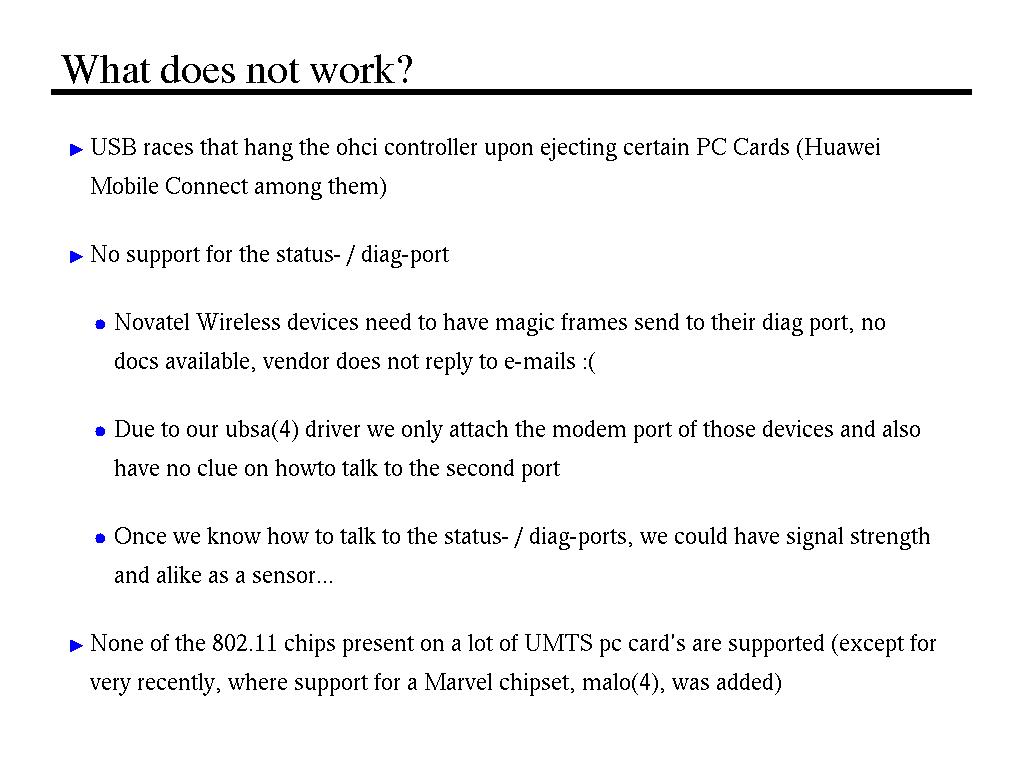 What does not work?
USB races that hang the ohci controller upon ejecting certain PC Cards (Huawei
Mobile Connect among them)
No support for the status- / diag-port
Novatel Wireless devices need to have magic frames send to their diag port, no
docs available, vendor does not reply to e-mails :(
Due to our ubsa(4) driver we only attach the modem port of those devices and also
have no clue on howto talk to the second port
Once we know how to talk to the status- / diag-ports, we could have signal strength
and alike as a sensor...
None of the 802.11 chips present on a lot of UMTS pc card's are supported (except for
very recently, where support for a Marvel chipset, malo(4), was added)